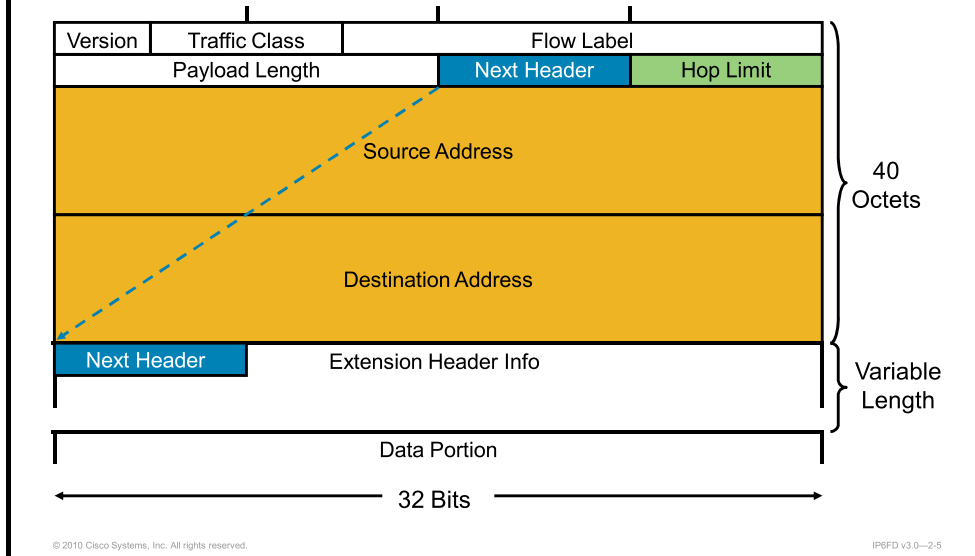 Version Traffic Class Flow Label
Payload Length Next Header Hop Limit
Source Address
40
Octets
Destination Address
Next Header Extension Header Info
Variable
Length
Data Portion
32 Bits
© 2010 Cisco Systems, Inc. All rights reserved. IP6FD v3.0—2-5